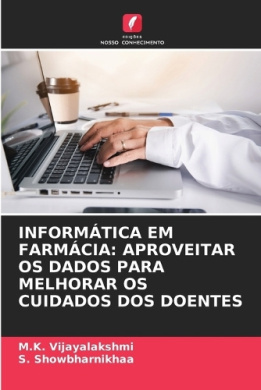 edições
NOSSO CONHECIMENTO
INFORMÁTICA EM
FARMÁCIA: APROVEITAR
OS DADOS PARA
MELHORAR OS
CUIDADOS DOS DOENTES
M.K. Vijayalakshmi
S. Showbharnikhaa